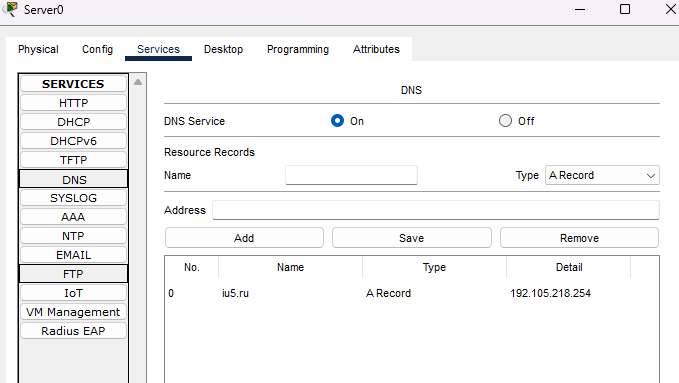 Server0
Physical Config Services Desktop Programming Attributes
SERVICES
HTTP
DHCP
DHCPv6
TFTP
DNS
SYSLOG
AAA
NTP
EMAIL
FTP
IoT
VM Management
Radius EAP
DNS
DNS Service On Off
Resource Records
Name Type A Record
Address
Add Save Remove
No. Name Type Detail
0 iu5.ru A Record 192.105.218.254